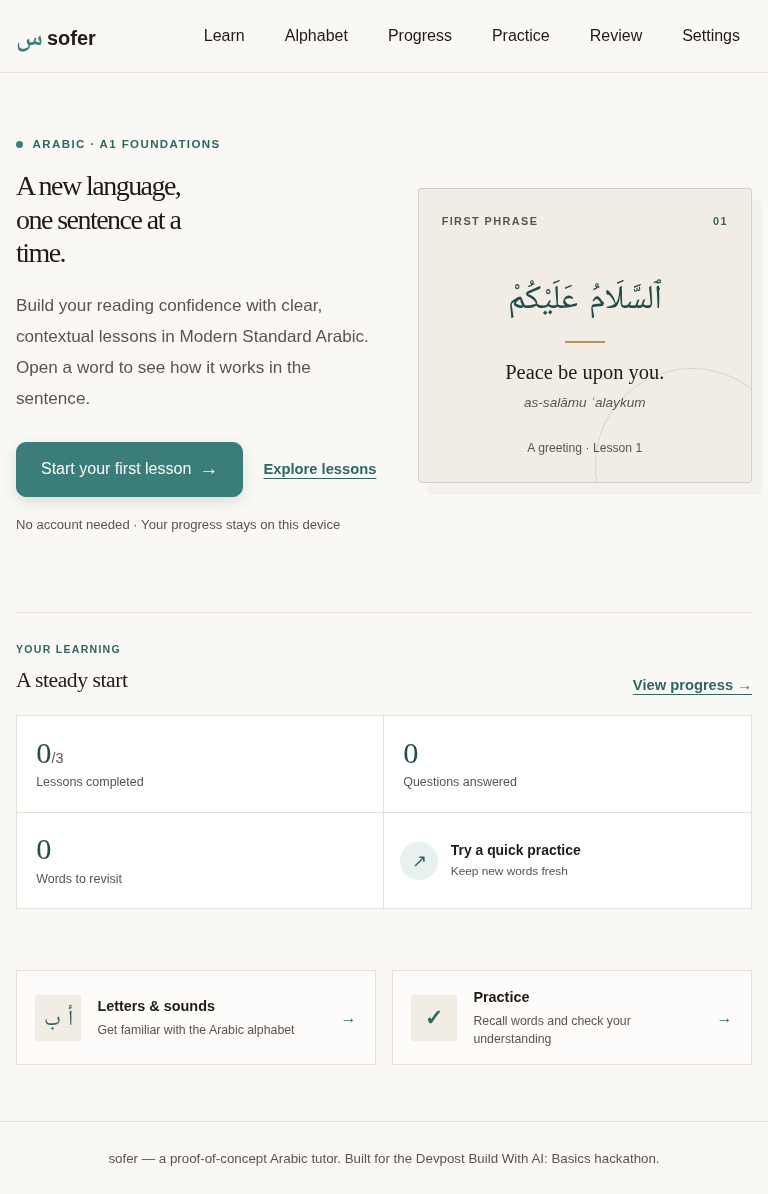 س sofer
Learn Alphabet Progress Practice Review Settings
ARABIC · A1 FOUNDATIONS
A new language,
one sentence at a
time.
Build your reading confidence with clear,
contextual lessons in Modern Standard Arabic.
Open a word to see how it works in the
sentence.
Start your first lesson →
Explore lessons
No account needed · Your progress stays on this device
FIRST PHRASE 01
ٱلسَّلَامُ عَلَيْكُمْ
Peace be upon you.
as-salāmu ʿalaykum
A greeting · Lesson 1
YOUR LEARNING
A steady start
View progress →
0/3
Lessons completed
0
Questions answered
0
Words to revisit
↗
Try a quick practice
Keep new words fresh
أ ب
Letters & sounds
Get familiar with the Arabic alphabet
→
✓
Practice
Recall words and check your
understanding
→
sofer — a proof-of-concept Arabic tutor. Built for the Devpost Build With AI: Basics hackathon.